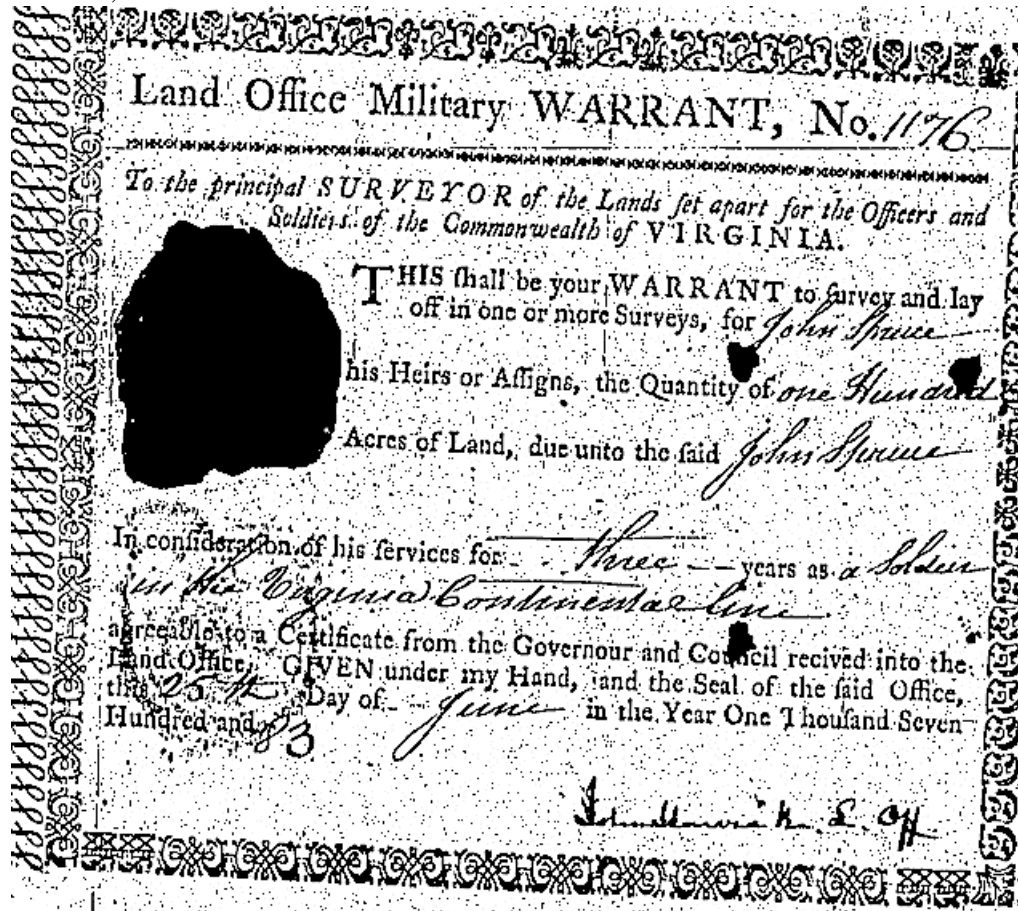 Land Office Military WARRANT, No. 1176
To the principal SURVEYOR of the Lands ſet apart for the Officers and
Soldiers of the Commonwealth of VIRGINIA.
THIS ſhall be your WARRANT to ſurvey and lay
off in one or more Surveys, for John Spruce
his Heirs or Aſſigns, the Quantity of one Hundred
Acres of Land, due unto the ſaid John Spruce
In conſideration of his ſervices for three years as a Soldier
in the Virginia Continental line
agreeable to a Certificate from the Governour and Council recived into the
Land Office, GIVEN under my Hand, and the Seal of the ſaid Office,
this 25th Day of June in the Year One Thouſand Seven
Hundred and 83
John Harvie R. L. Off